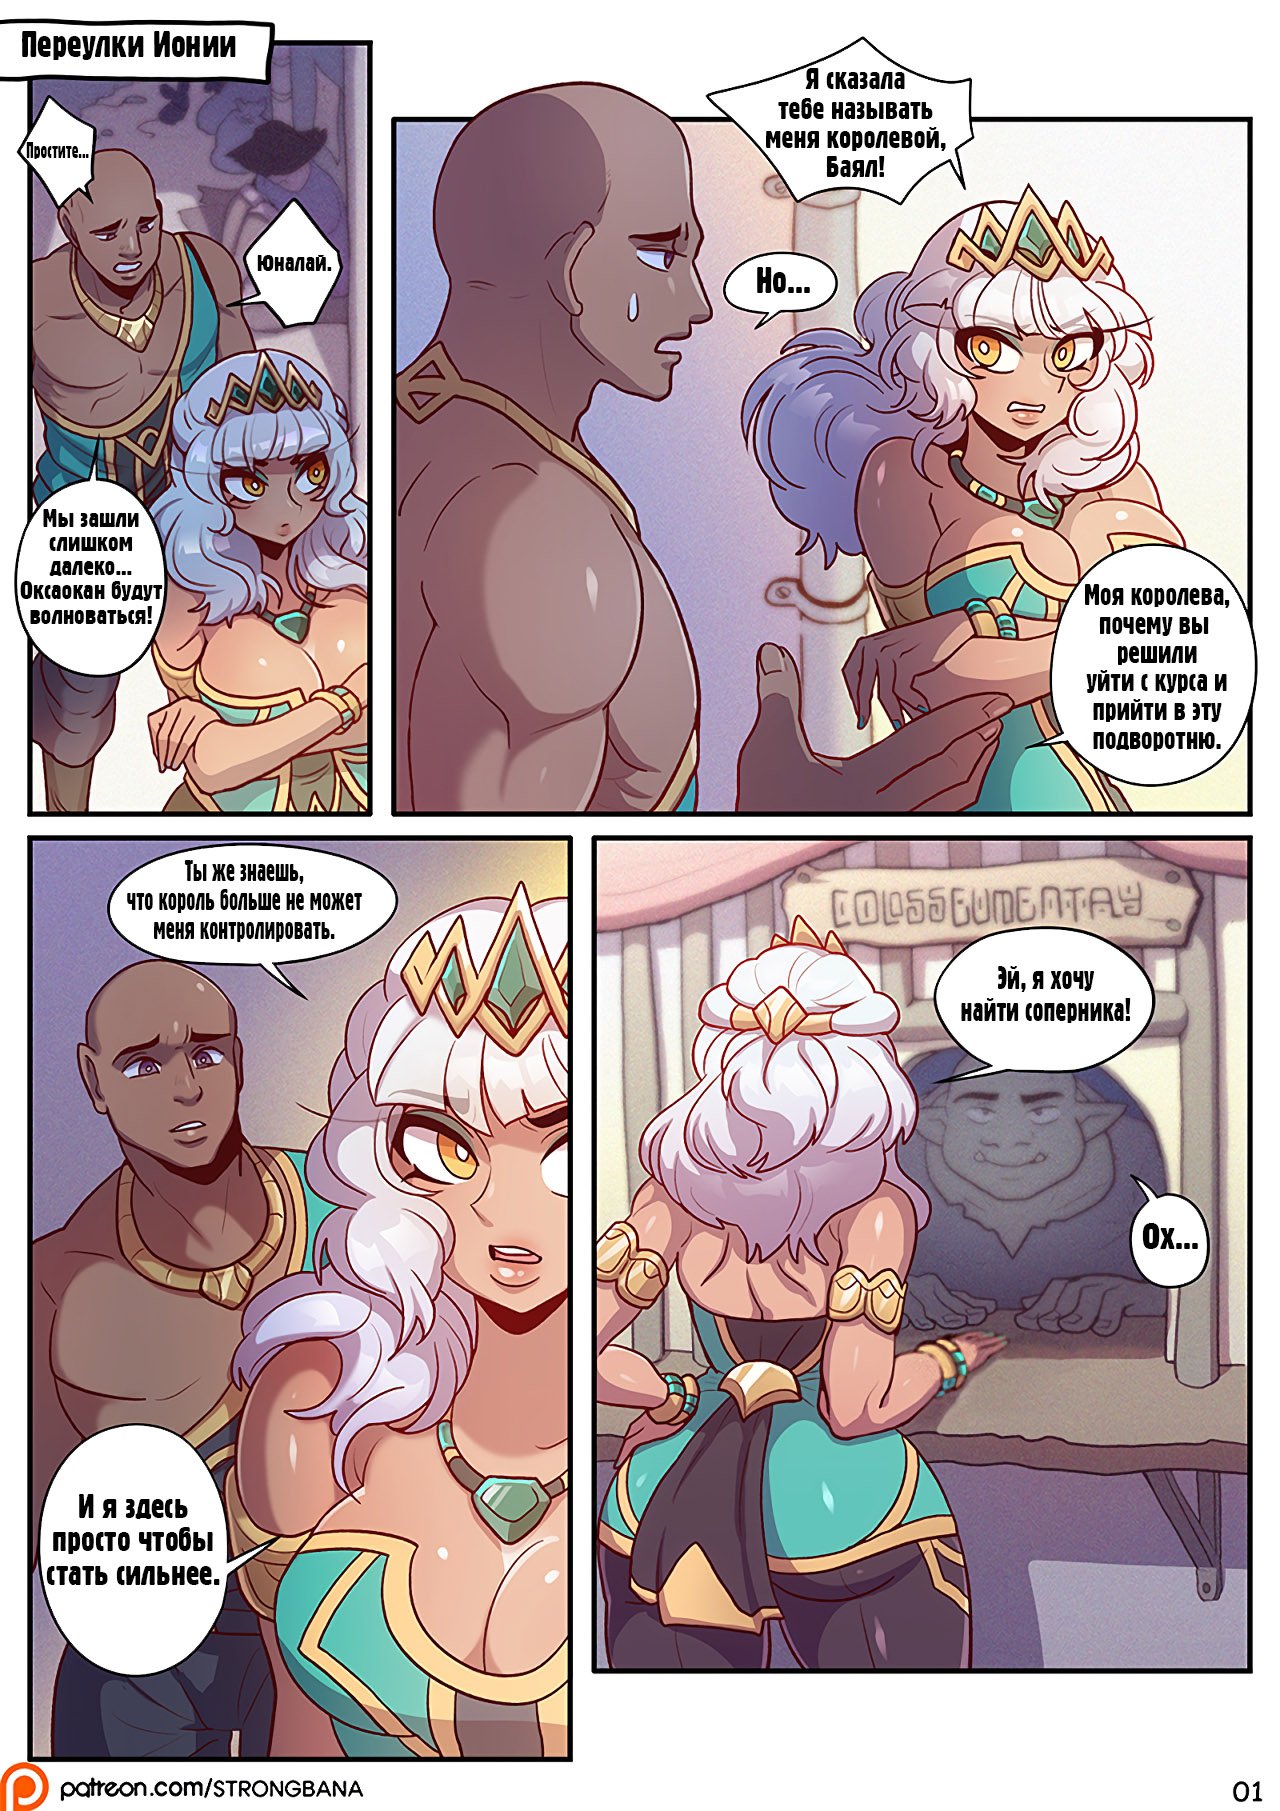 Переулки Ионии
Простите...
Юналай.
Мы зашли
слишком
далеко...
Оксаокан будут
волноваться!
Я сказала
тебе называть
меня королевой,
Баял!
Но...
Моя королева,
почему вы
решили
уйти с курса и
прийти в эту
подворотню.
Ты же знаешь,
что король больше не может
меня контролировать.
И я здесь
просто чтобы
стать сильнее.
COLOSSEUMENTAY
Эй, я хочу
найти соперника!
Ох...
patreon.com/STRONGBANA
01